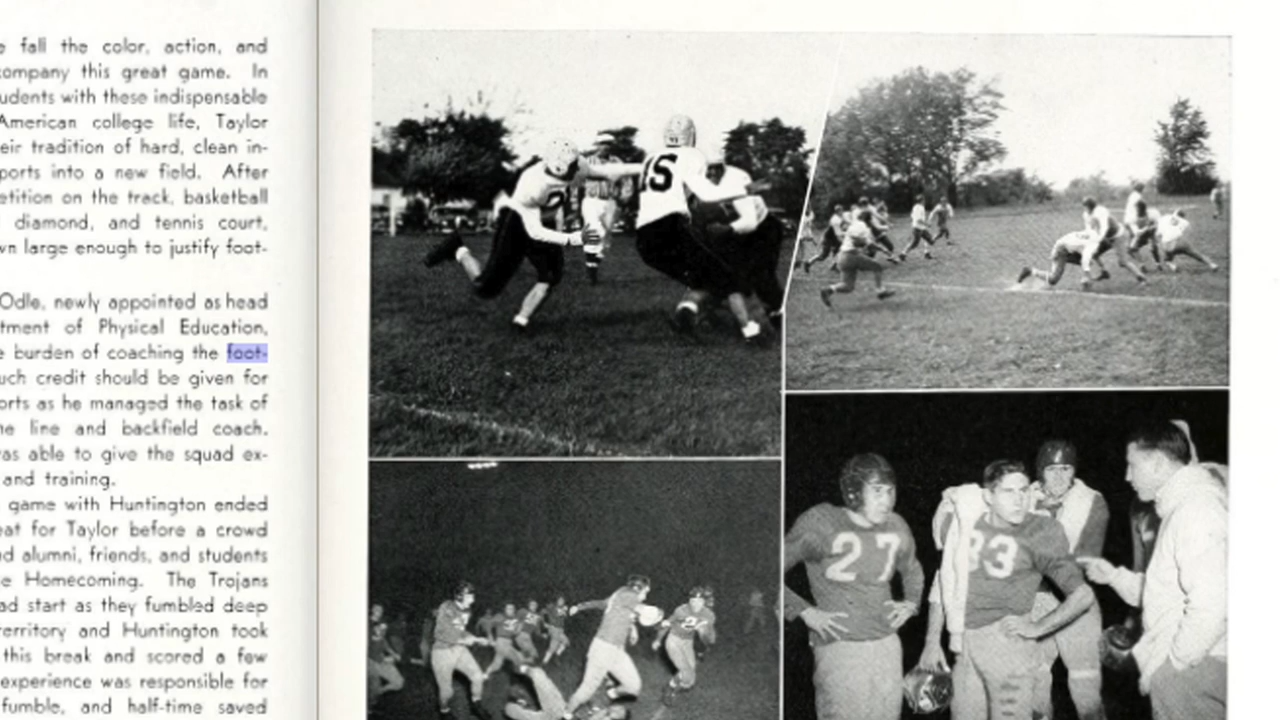 fall the color, action, and
company this great game. In
udents with these indispensable
American college life, Taylor
eir tradition of hard, clean in-
ports into a new field. After
etition on the track, basketball
diamond, and tennis court,
wn large enough to justify foot-
Odle, newly appointed as head
tment of Physical Education,
e burden of coaching the foot-
uch credit should be given for
orts as he managed the task of
ne line and backfield coach.
vas able to give the squad ex-
and training.
game with Huntington ended
eat for Taylor before a crowd
ed alumni, friends, and students
e Homecoming. The Trojans
ad start as they fumbled deep
territory and Huntington took
this break and scored a few
experience was responsible for
fumble, and half-time saved
15
27
33